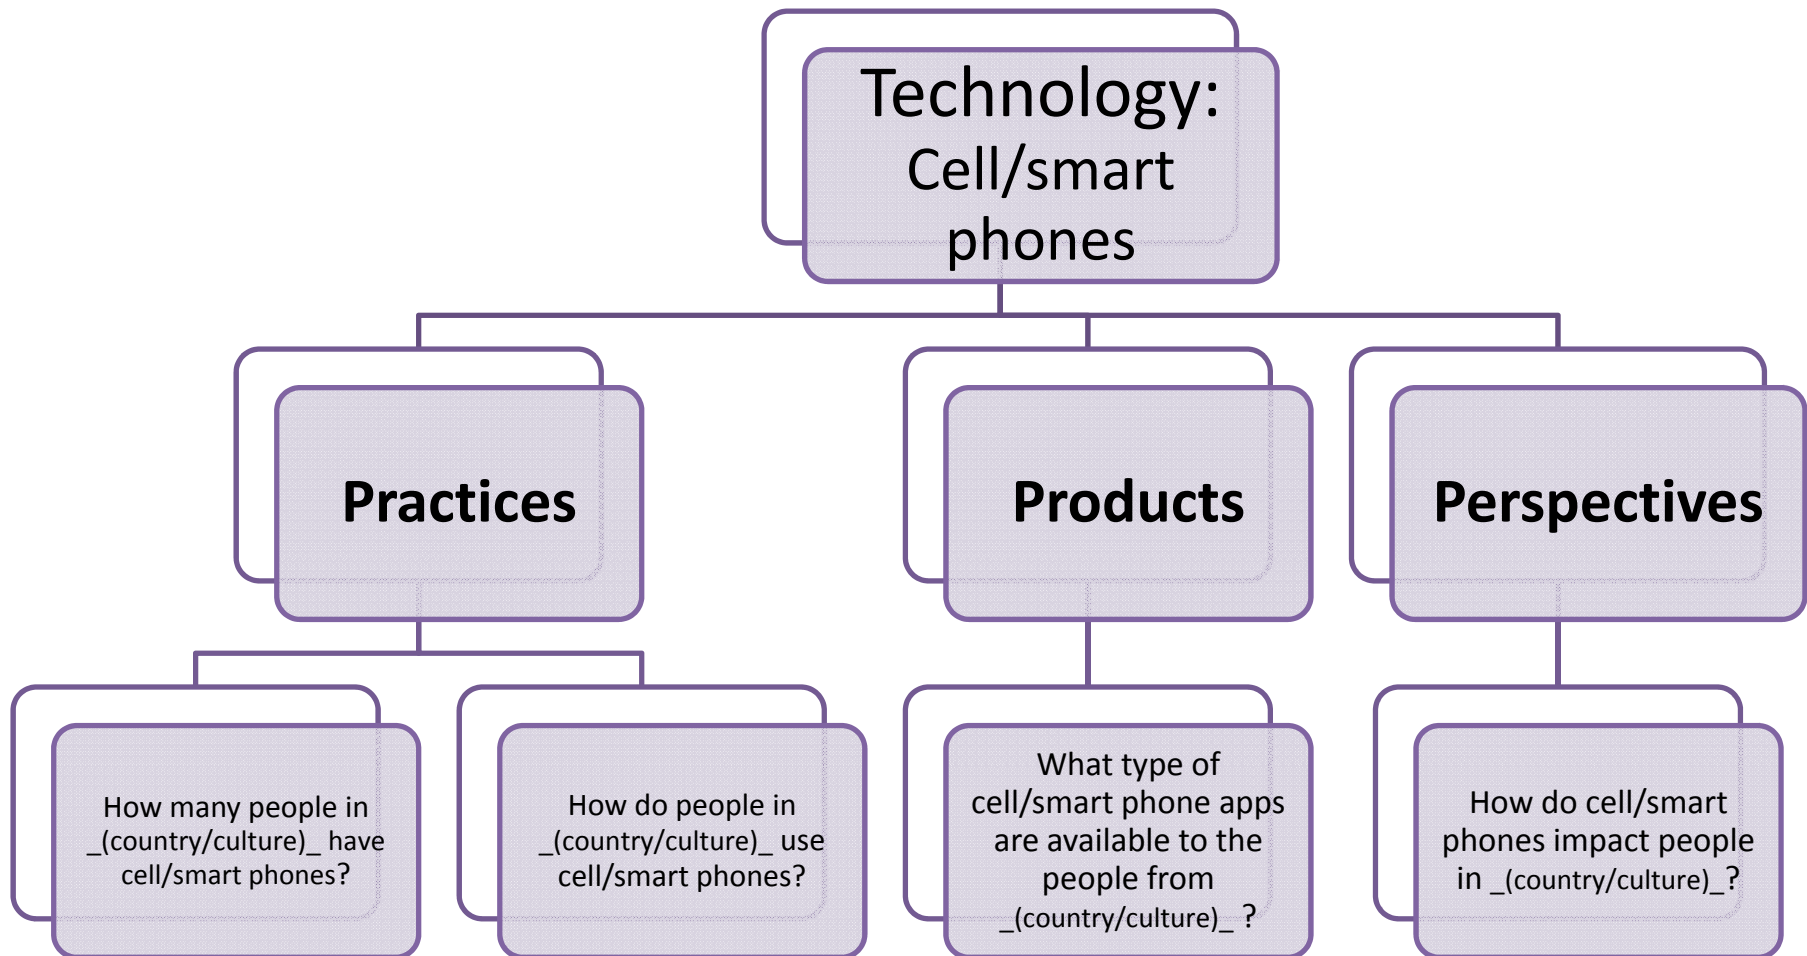 Technology:
Cell/smart
phones
Practices
Products
Perspectives
How many people in
_(country/culture)_ have
cell/smart phones?
How do people in
_(country/culture)_ use
cell/smart phones?
What type of
cell/smart phone apps
are available to the
people from
_(country/culture)_ ?
How do cell/smart
phones impact people
in _(country/culture)_?